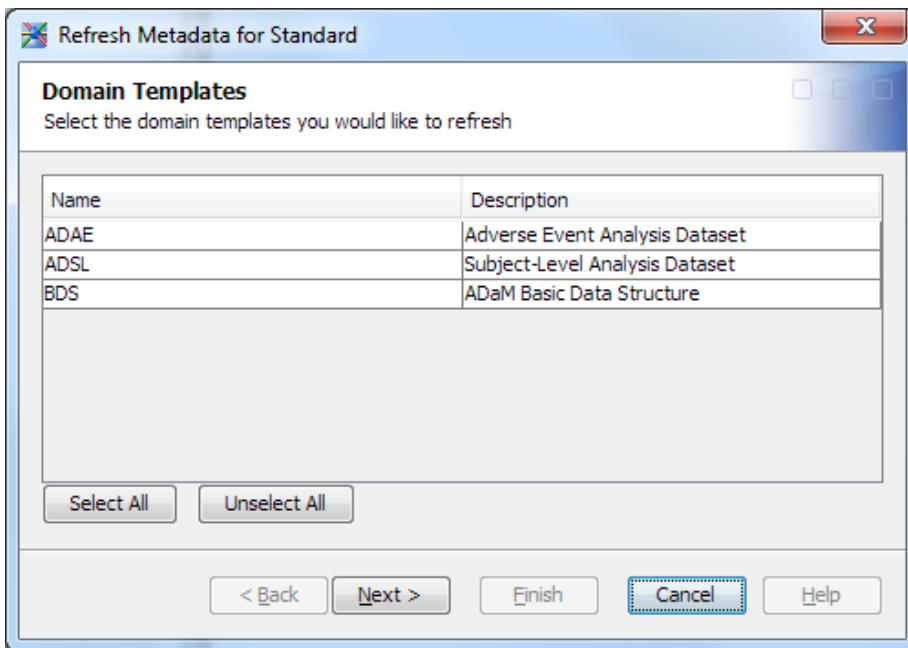 Refresh Metadata for Standard
Domain Templates
Select the domain templates you would like to refresh
Name Description
ADAE Adverse Event Analysis Dataset
ADSL Subject-Level Analysis Dataset
BDS ADaM Basic Data Structure
Select All Unselect All
< Back Next > Finish Cancel Help